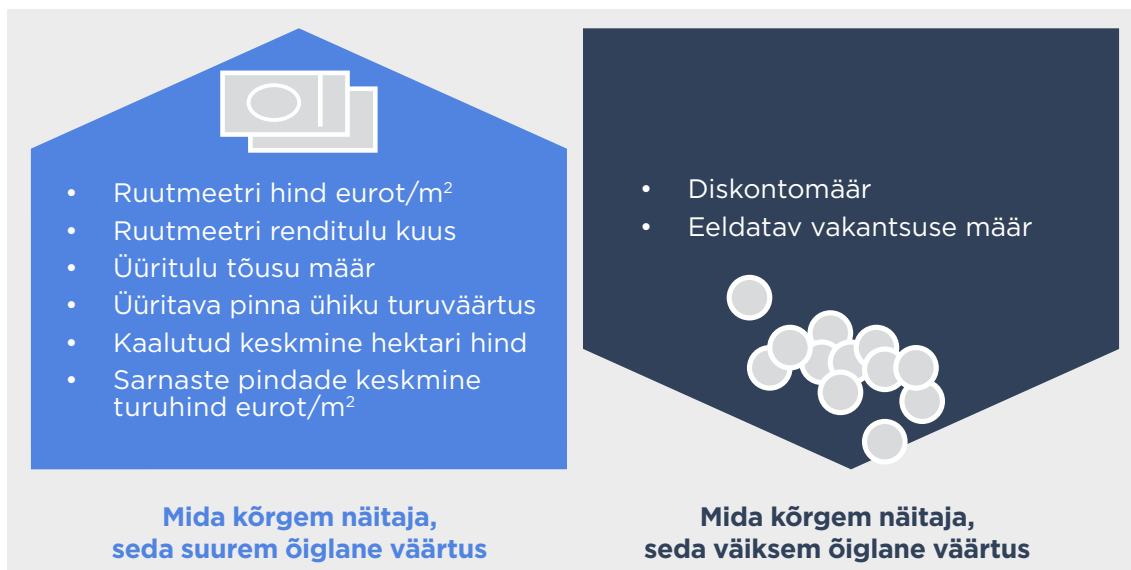 • Ruutmeetri hind eurot/m²
• Ruutmeetri renditulu kuus
• Üüritulu tõusu määr
• Üüritava pinna ühiku turuväärtus
• Kaalutud keskmine hektari hind
• Sarnaste pindade keskmine
turuhind eurot/m²
Mida kõrgem näitaja,
seda suurem õiglane väärtus
• Diskontomäär
• Eeldatav vakantsuse määr
Mida kõrgem näitaja,
seda väiksem õiglane väärtus